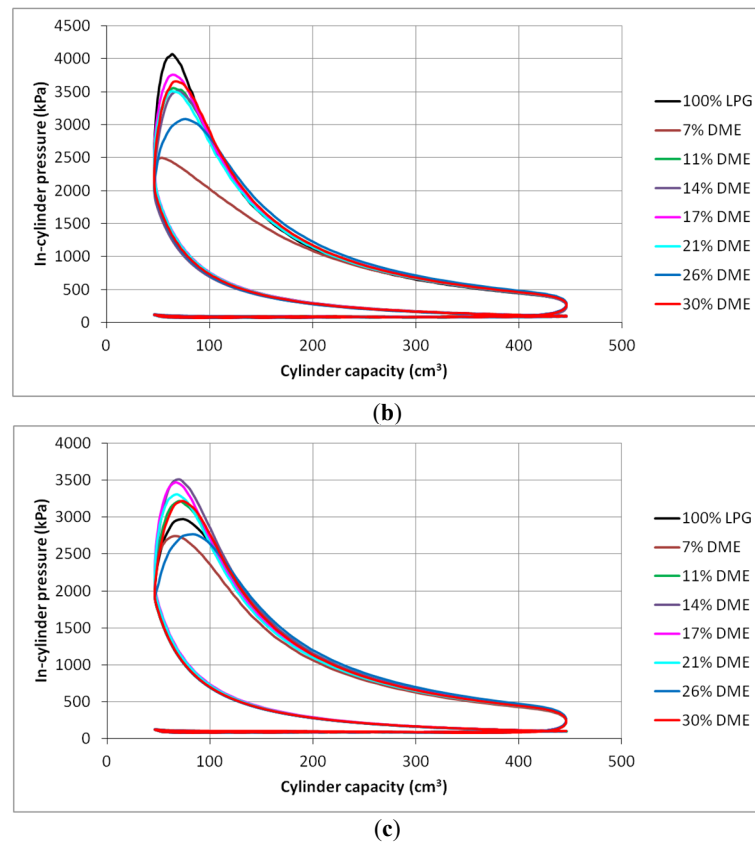 4500
4000
3500
3000
2500
2000
1500
1000
500
0
In-cylinder pressure (kPa)
0 100 200 300 400 500
Cylinder capacity (cm³)
100% LPG
7% DME
11% DME
14% DME
17% DME
21% DME
26% DME
30% DME
(b)
4000
3500
3000
2500
2000
1500
1000
500
0
In-cylinder pressure (kPa)
0 100 200 300 400 500
Cylinder capacity (cm³)
100% LPG
7% DME
11% DME
14% DME
17% DME
21% DME
26% DME
30% DME
(c)